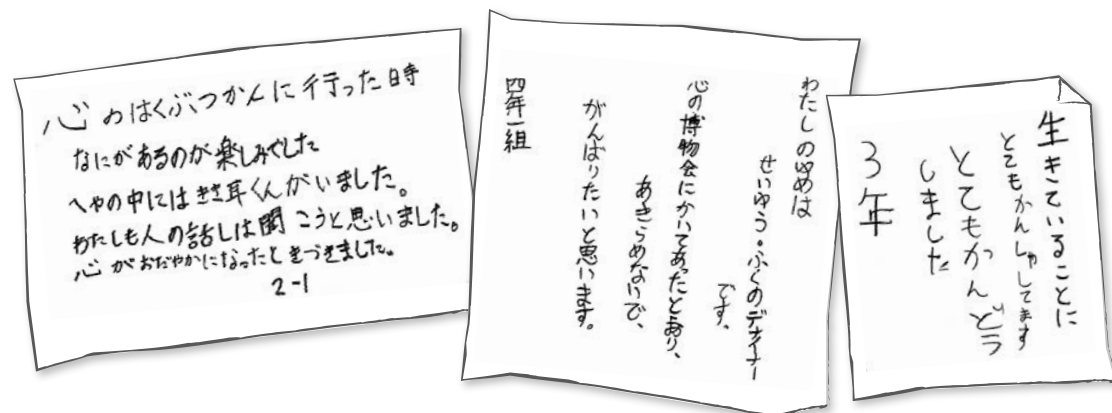 心のはくぶつかんに行った時
なにがあるのが楽しみでした
へやの中にはきき耳くんがいました。
わたしも人の話しは聞こうと思いました。
心がおだやかになったときづきました。
2-1
わたしのゆめは
せいゆう。ふくのデザイナー
です。
心の博物会にかいてあったとおり、
あきらめないで、
がんばりたいと思います。
四年一組
生きていることに
とてもかんしゃしてます
とてもかんどう
しました
3年